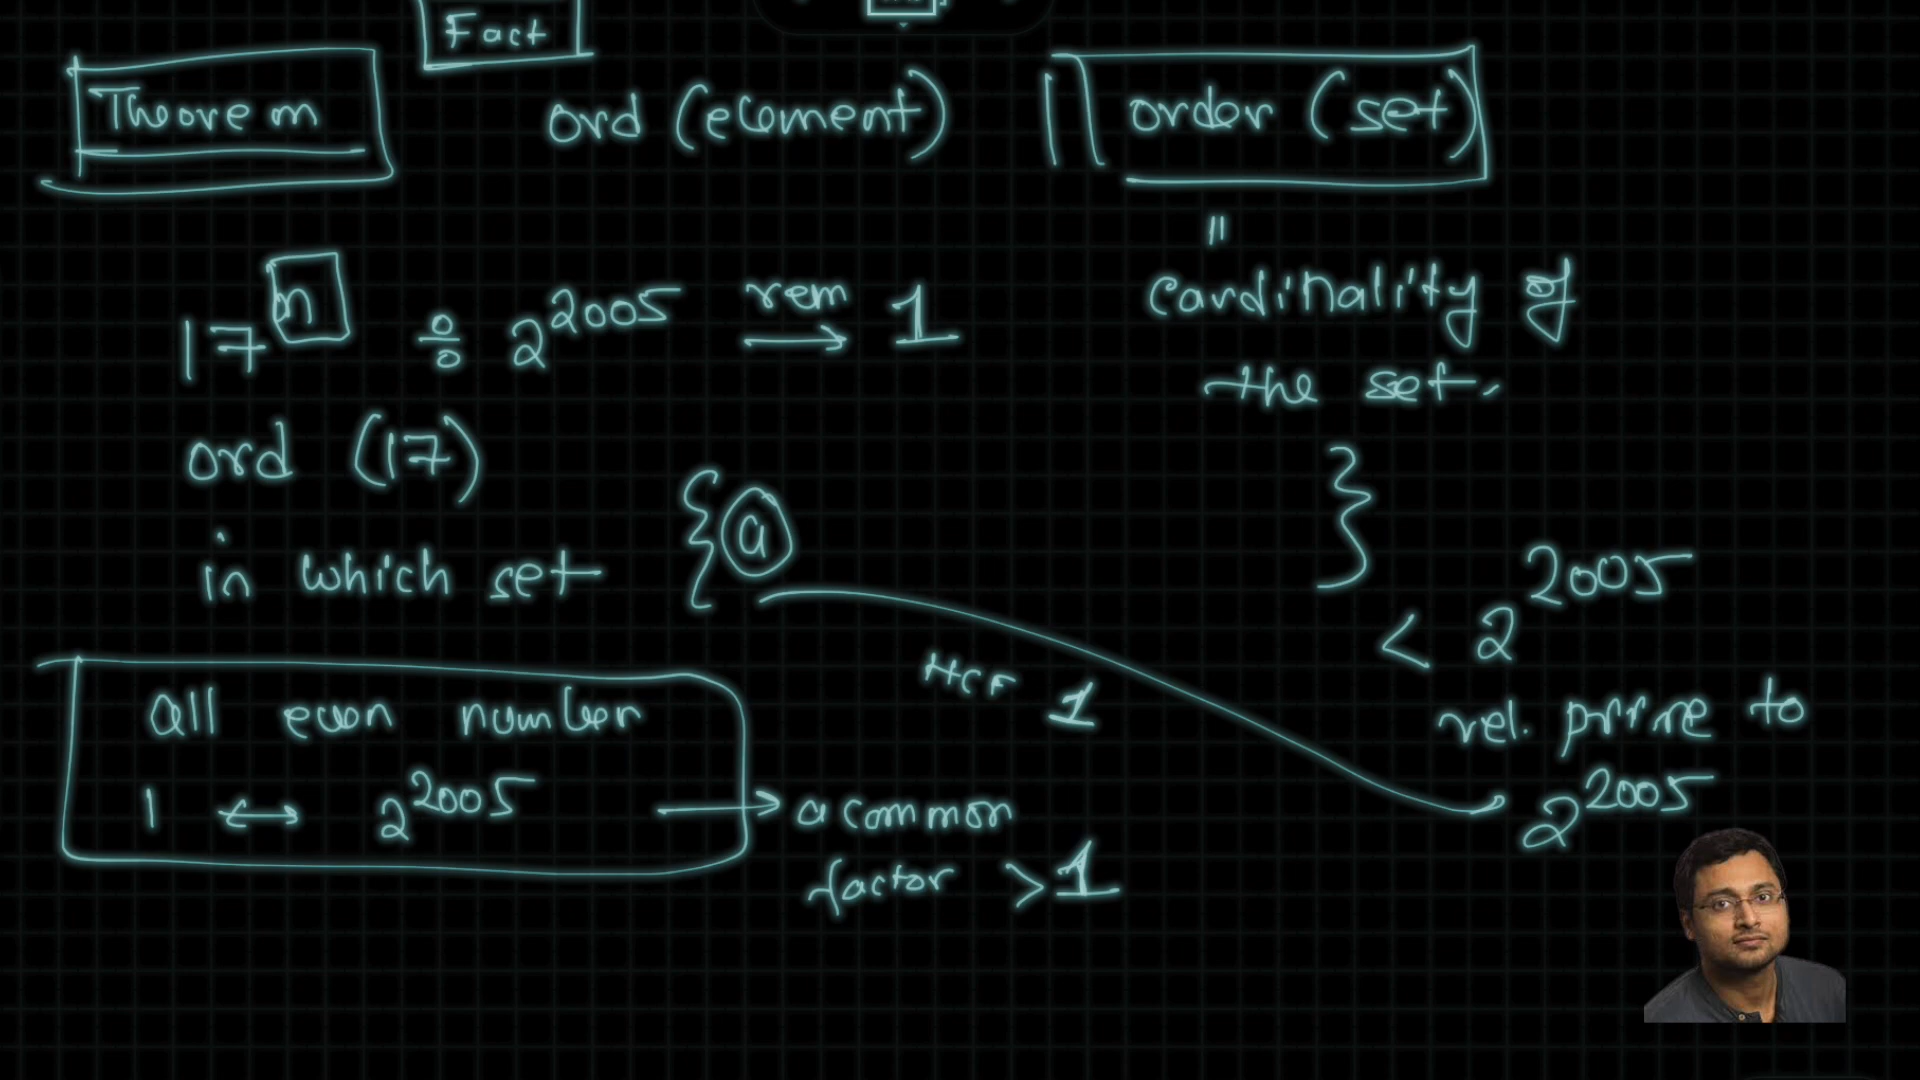 Fact
Theorem
ord (element) || order (set)
"
cardinality of
the set.
17^n ÷ 2^2005 rem → 1
ord (17)
in which set { a }
< 2^2005
rel. prime to
2^2005
HCF 1
All even number
1 ↔ 2^2005 → a common
factor > 1